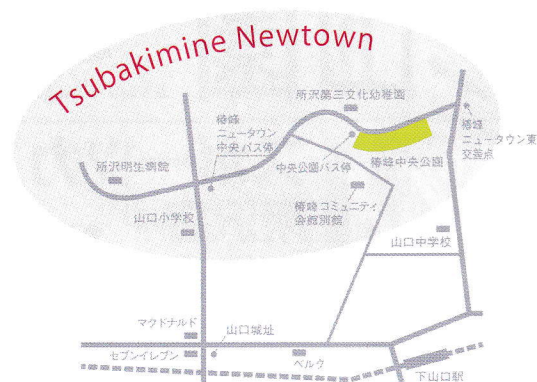 Tsubakimine Newtown
所沢第三文化幼稚園
椿峰
ニュータウン
中央バス停
椿峰
ニュータウン東
交差点
所沢明生病院
中央公園バス停
椿峰中央公園
椿峰コミュニティ
会館別館
山口小学校
山口中学校
マクドナルド
山口城址
セブンイレブン
ベルク
下山口駅